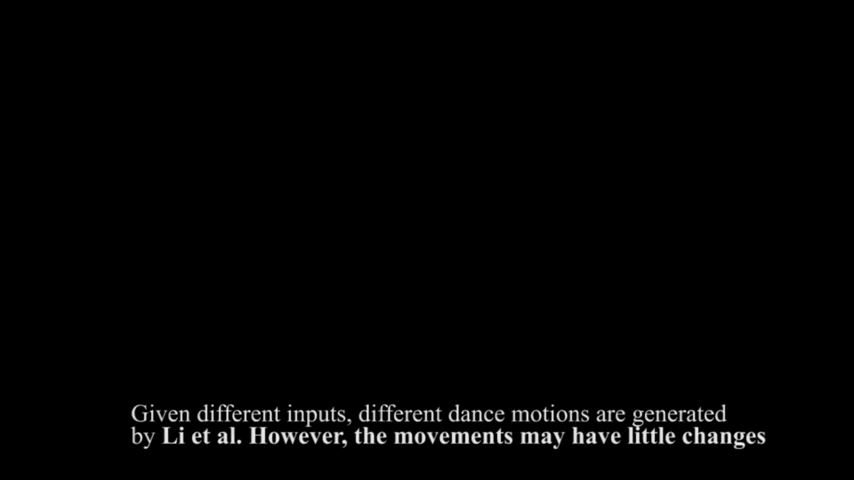 Given different inputs, different dance motions are generated
by Li et al. However, the movements may have little changes